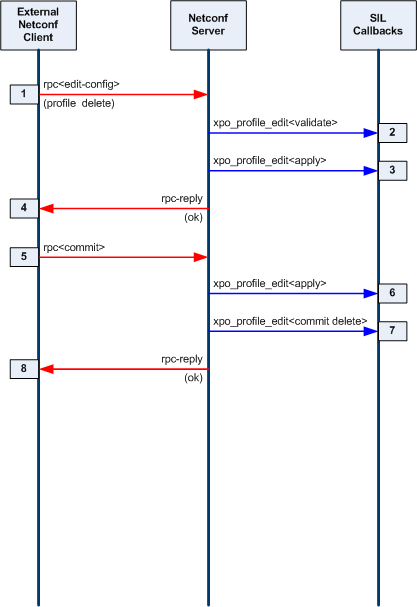 External
Netconf
Client
Netconf
Server
SIL
Callbacks
1
rpc<edit-config>
(profile delete)
xpo_profile_edit<validate>
2
xpo_profile_edit<apply>
3
4
rpc-reply
(ok)
5
rpc<commit>
xpo_profile_edit<apply>
6
xpo_profile_edit<commit delete>
7
8
rpc-reply
(ok)